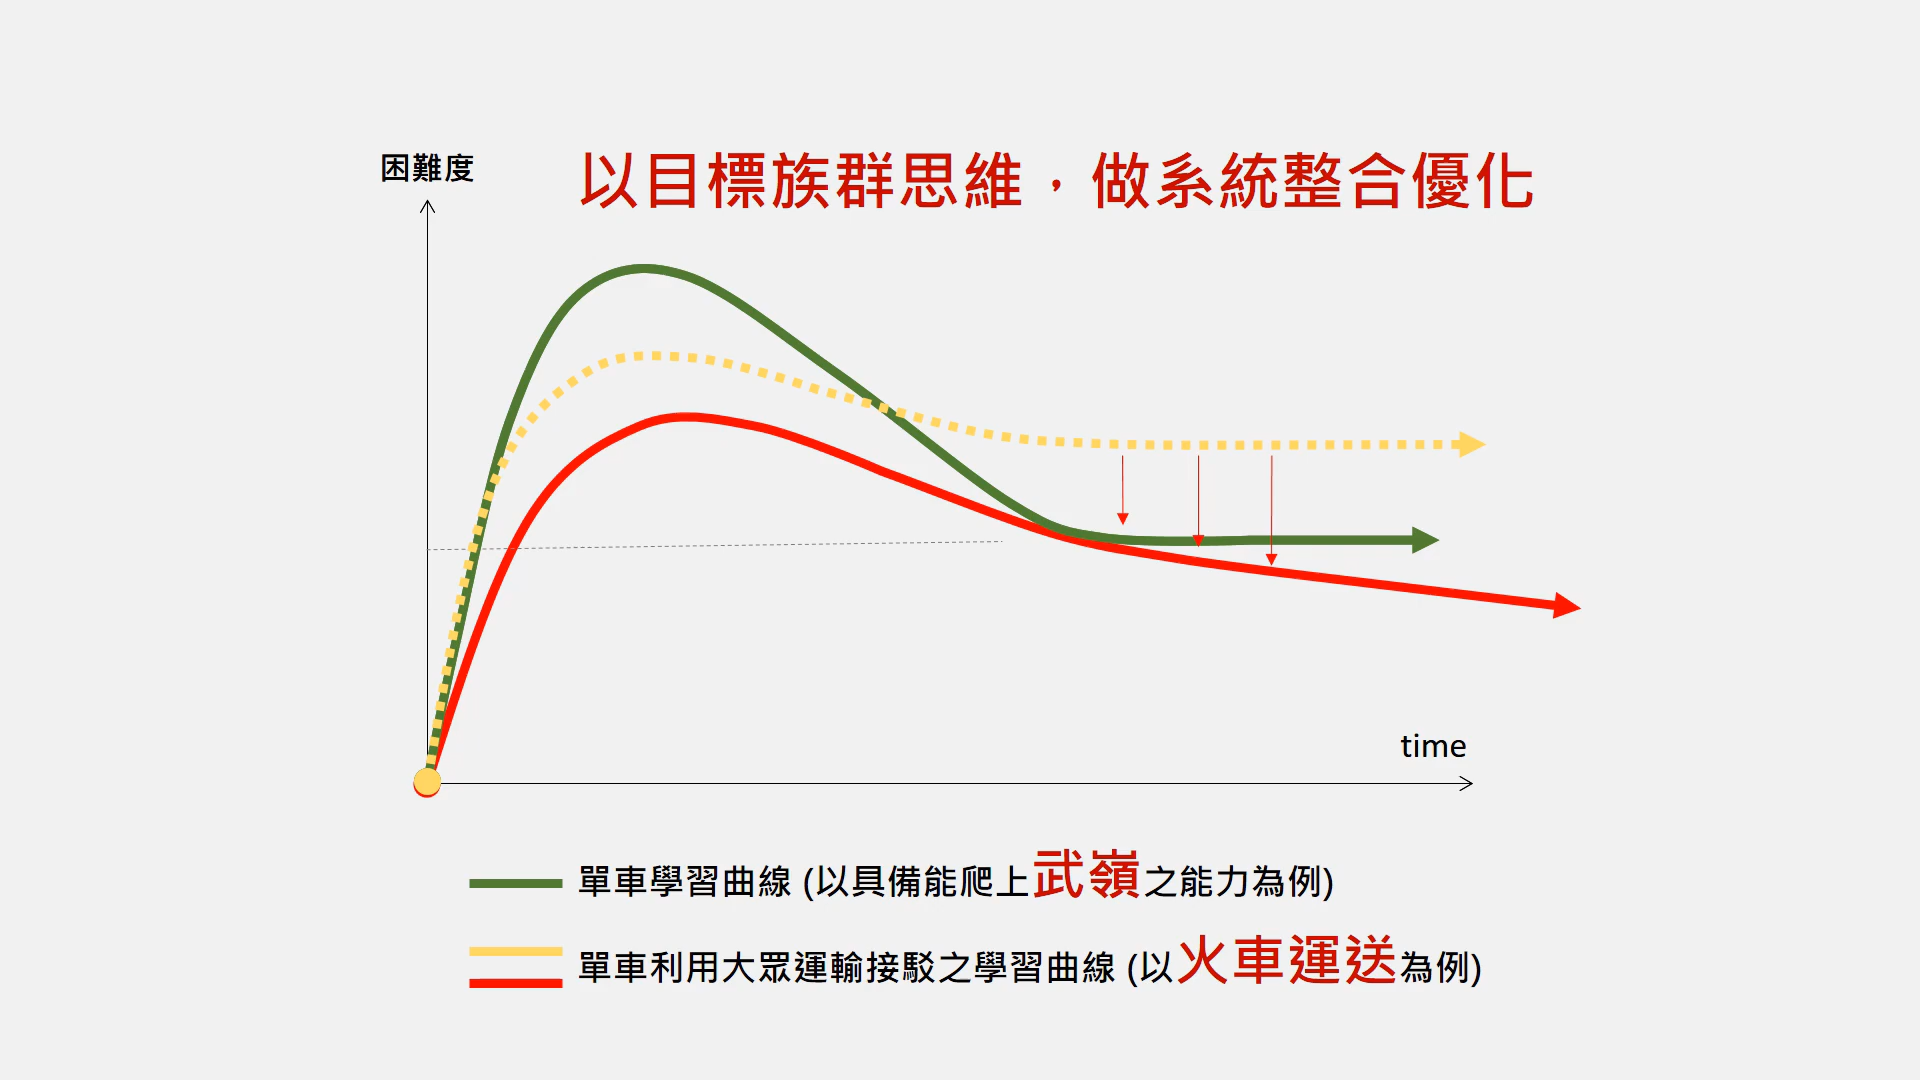 困難度
以目標族群思維，做系統整合優化
time
單車學習曲線 (以具備能爬上武嶺之能力為例)
單車利用大眾運輸接駁之學習曲線 (以火車運送為例)